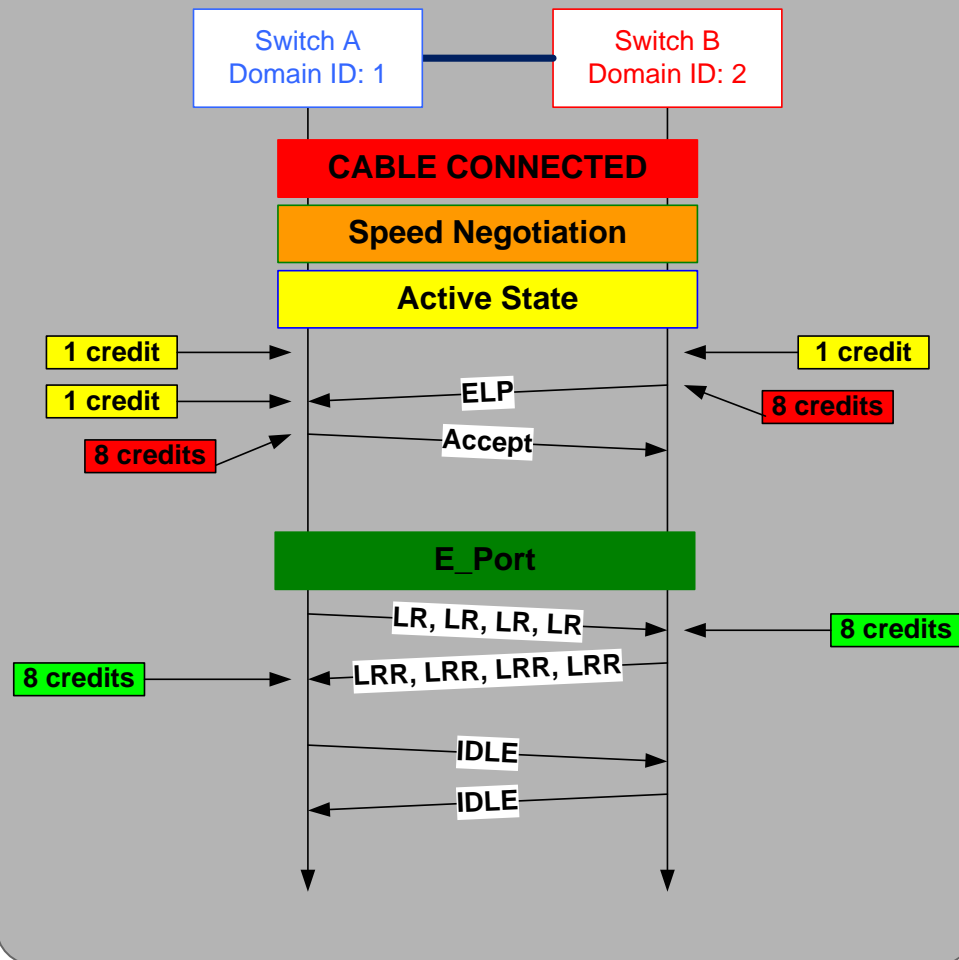 Switch A
Domain ID: 1
Switch B
Domain ID: 2
CABLE CONNECTED
Speed Negotiation
Active State
1 credit
1 credit
1 credit
ELP
8 credits
8 credits
Accept
E_Port
LR, LR, LR, LR
8 credits
LRR, LRR, LRR, LRR
8 credits
IDLE
IDLE